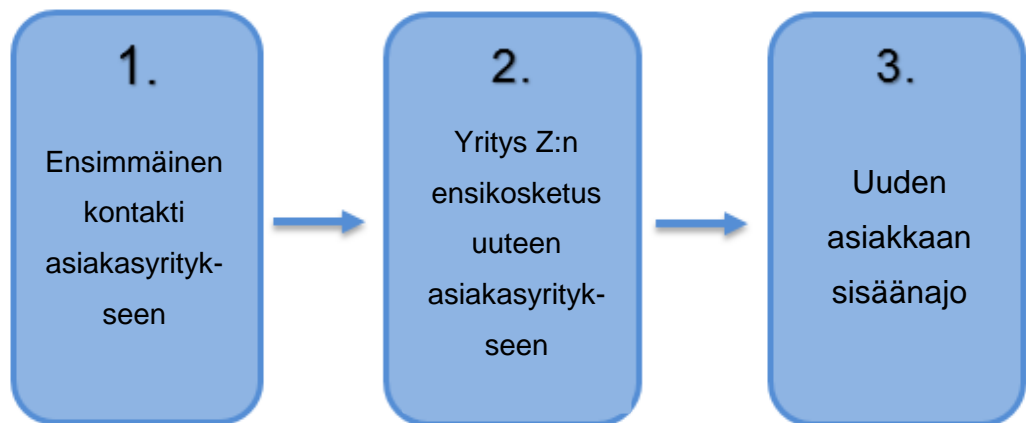 1.
Ensimmäinen
kontakti
asiakasyrityk-
seen
2.
Yritys Z:n
ensikosketus
uuteen
asiakasyrityk-
seen
3.
Uuden
asiakkaan
sisäänajo